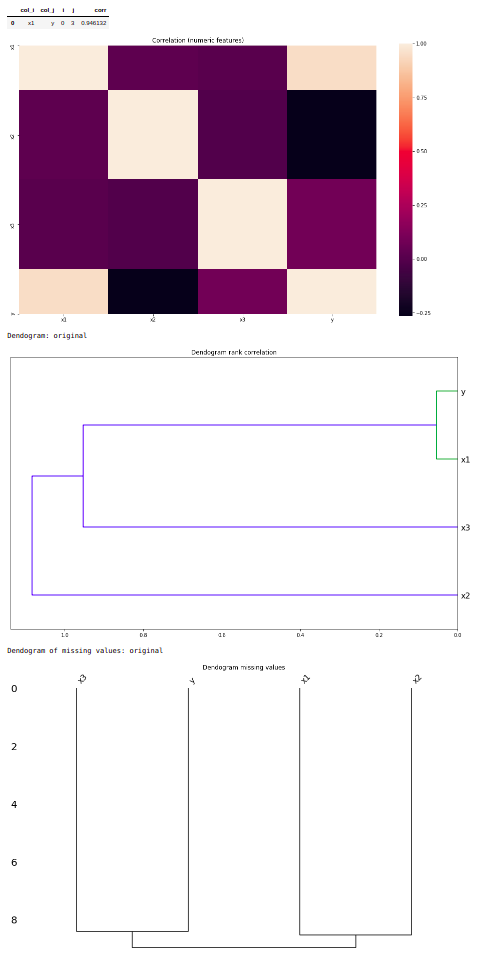 col_i col_j i j corr
0 x1 y 0 3 0.946132
Correlation (numeric features)
x1
x2
x3
y
1.00
0.75
0.50
0.25
0.00
−0.25
x1 x2 x3 y
Dendogram: original
Dendogram rank correlation
y
x1
x3
x2
1.0 0.8 0.6 0.4 0.2 0.0
Dendogram of missing values: original
Dendogram missing values
x3 y x1 x2
0
2
4
6
8